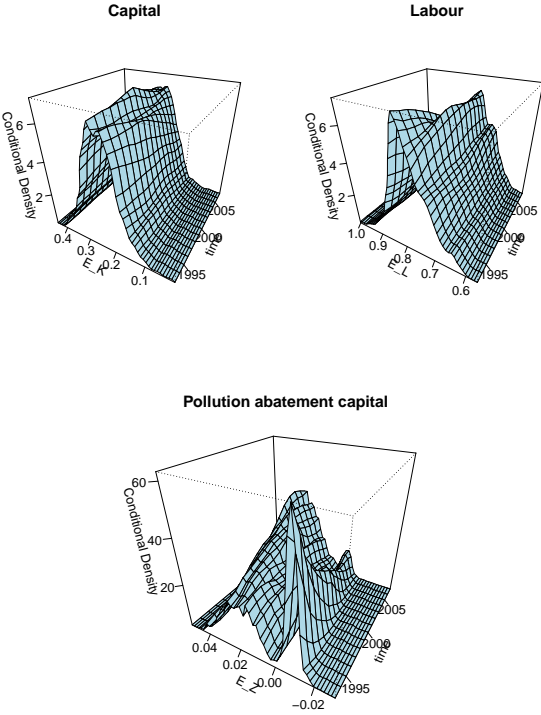 Capital
Labour
Conditional Density
2
4
6
0.4
0.3
0.2
0.1
E_K
1995
2000
2005
time
Conditional Density
2
4
6
1.0
0.9
0.8
0.7
0.6
E_L
1995
2000
2005
time
Pollution abatement capital
Conditional Density
20
40
60
0.04
0.02
0.00
−0.02
E_Z
1995
2000
2005
time